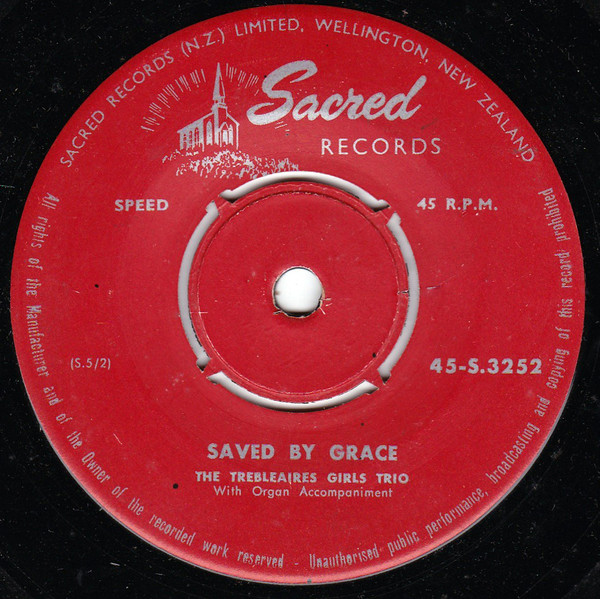 SACRED RECORDS (N.Z.) LIMITED, WELLINGTON, NEW ZEALAND
Sacred
RECORDS
SPEED 45 R.P.M.
(S.5/2) 45-S.3252
SAVED BY GRACE
THE TREBLEAIRES GIRLS TRIO
With Organ Accompaniment
All rights of the Manufacturer and of the Owner of the recorded work reserved - Unauthorised public performance, broadcasting and copying of this record prohibited